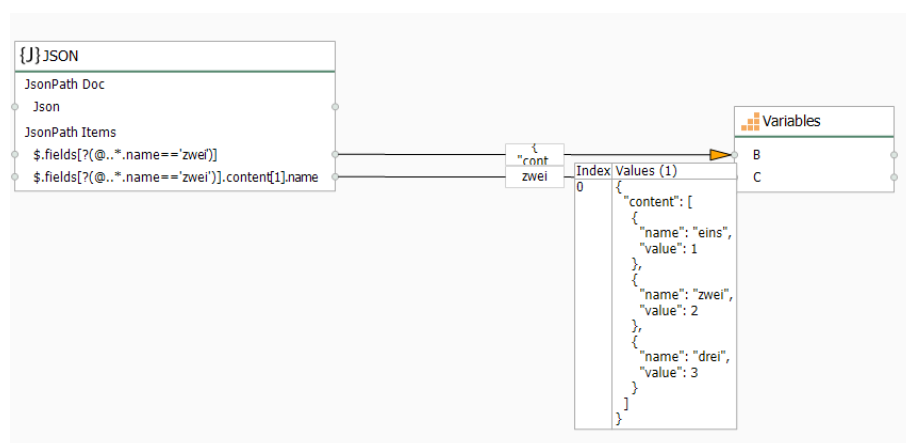 {J} JSON
JsonPath Doc
Json
JsonPath Items
$.fields[?(@..*.name=='zwei')]
$.fields[?(@..*.name=='zwei')].content[1].name
{
"cont
zwei
Variables
B
C
Index Values (1)
0 {
"content": [
{
"name": "eins",
"value": 1
},
{
"name": "zwei",
"value": 2
},
{
"name": "drei",
"value": 3
}
]
}